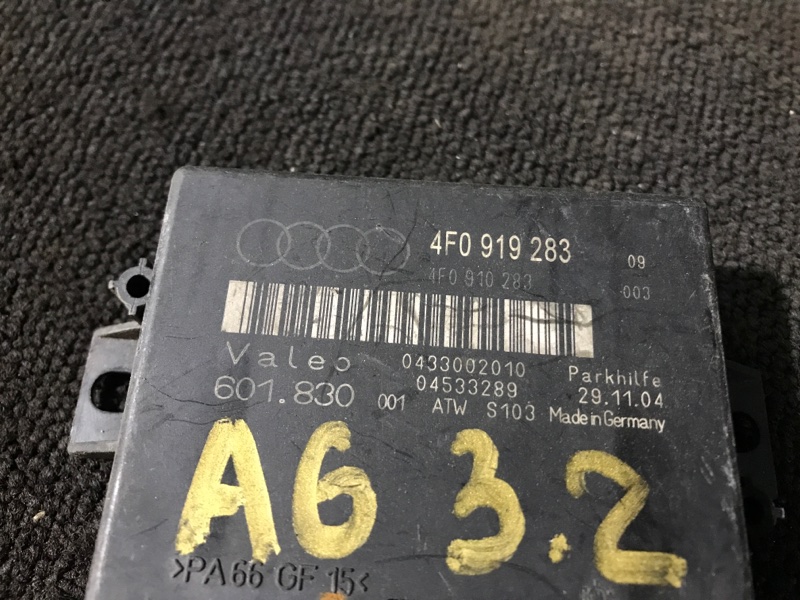 4F0 919 283 09
4F0 910 283 003
Valeo 0433002010 Parkhilfe
601.830 04533289 29.11.04
001 ATW S103 Made in Germany
A6 3.2
>PA66 GF 15<